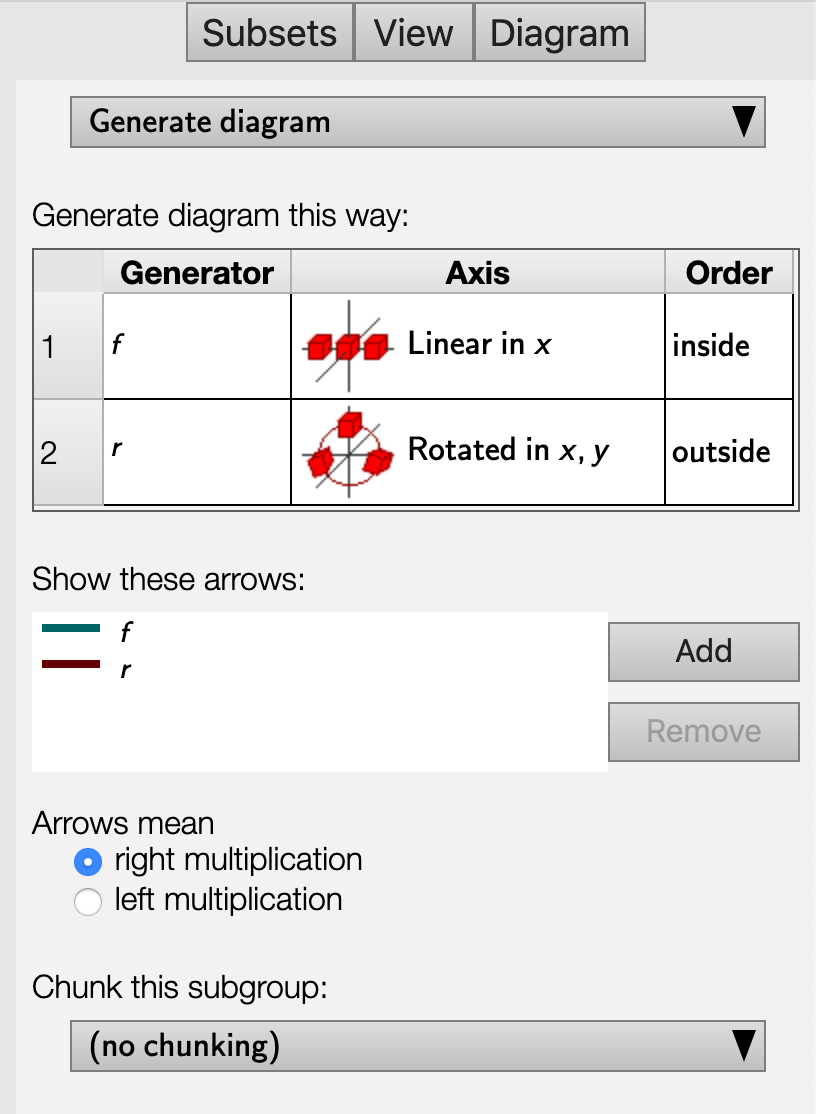 Subsets View Diagram
Generate diagram
Generate diagram this way:
Generator Axis Order
1 f Linear in x inside
2 r Rotated in x, y outside
Show these arrows:
f
r
Add
Remove
Arrows mean
right multiplication
left multiplication
Chunk this subgroup:
(no chunking)